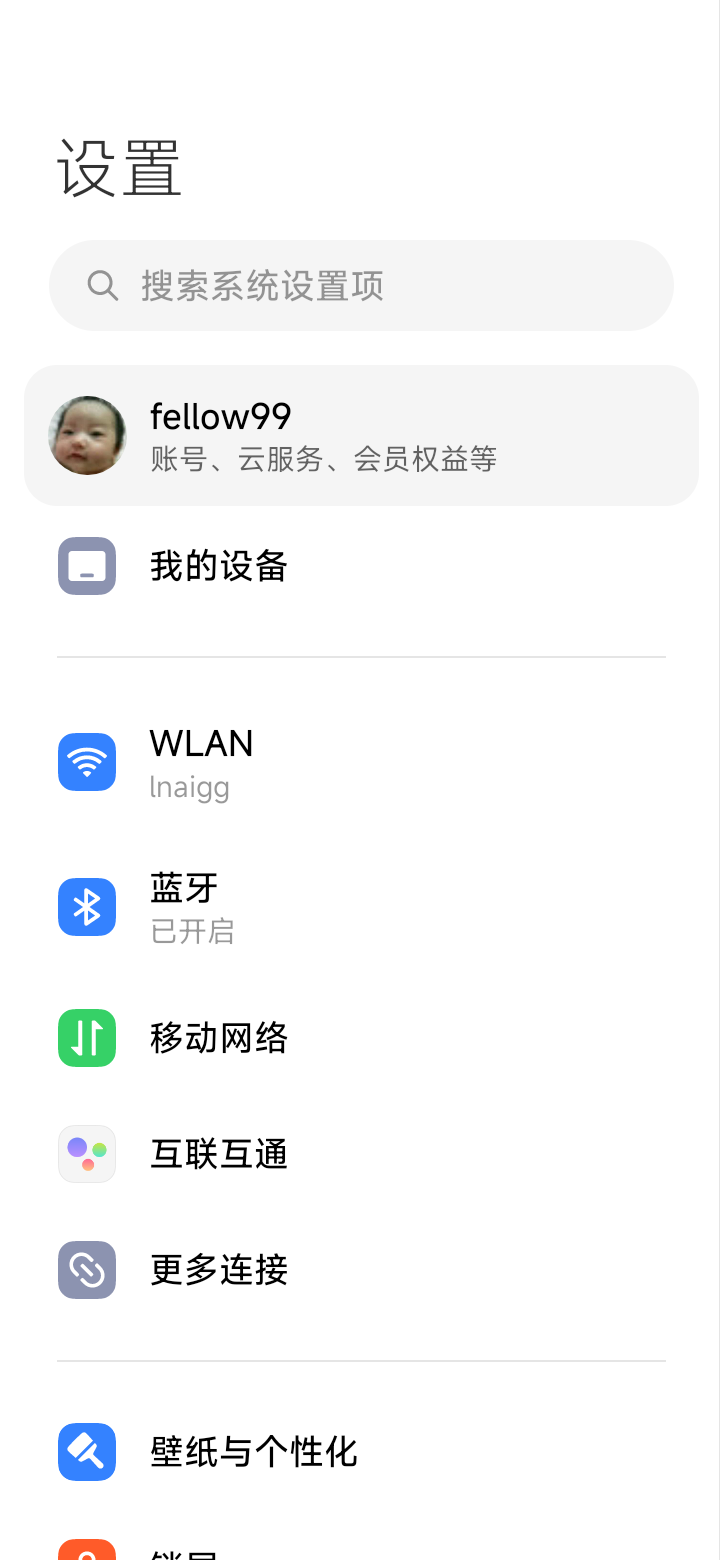 设置
搜索系统设置项
fellow99
账号、云服务、会员权益等
我的设备
WLAN
lnaigg
蓝牙
已开启
移动网络
互联互通
更多连接
壁纸与个性化